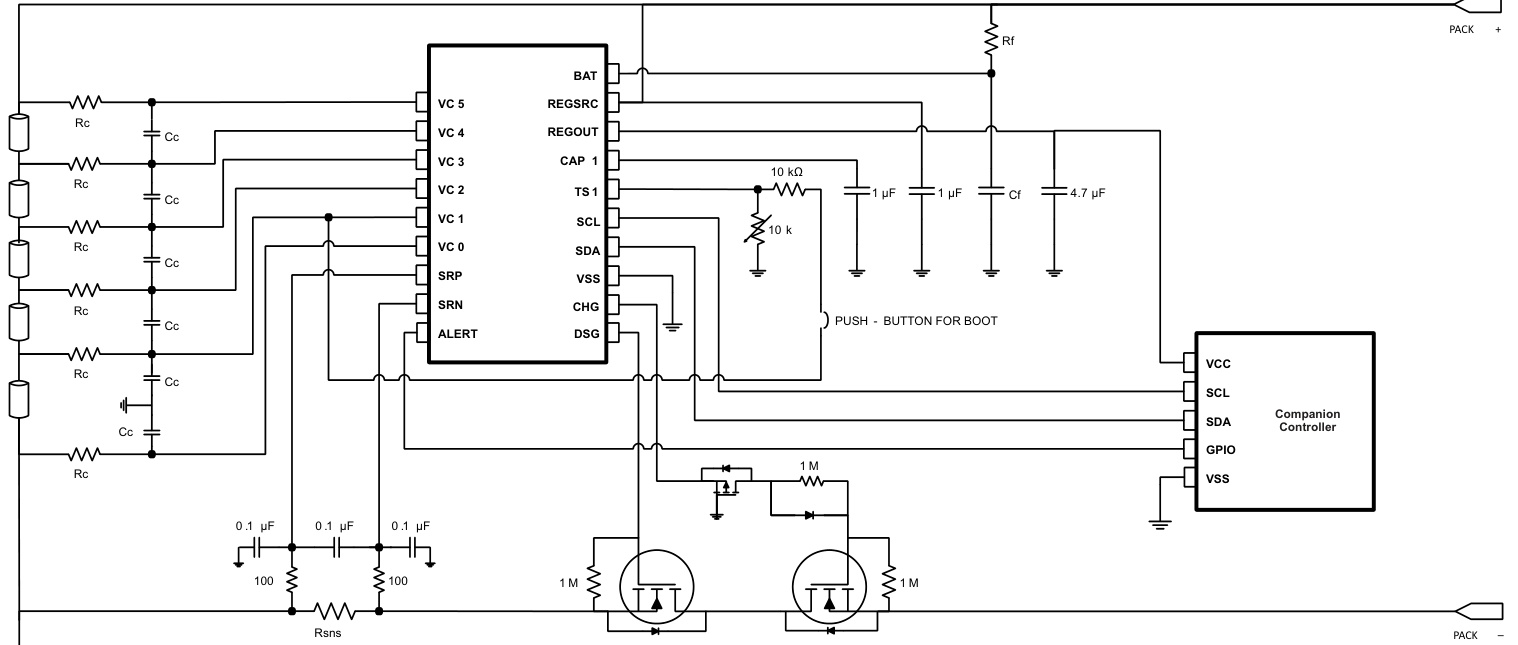 PACK +
Rf
BAT
VC 5 REGSRC
Rc
Cc
VC 4 REGOUT
VC 3 CAP 1
10 kΩ
Rc
Cc
VC 2 TS 1
1 µF 1 µF Cf 4.7 µF
VC 1 SCL
10 k
Rc
VC 0 SDA
Cc
SRP VSS
SRN CHG
Rc
Cc
ALERT DSG
PUSH - BUTTON FOR BOOT
Rc
Cc
VCC
SCL
SDA
GPIO
VSS
Companion
Controller
Cc
Rc
1 M
0.1 µF 0.1 µF 0.1 µF
100 100
1 M 1 M
Rsns
PACK –